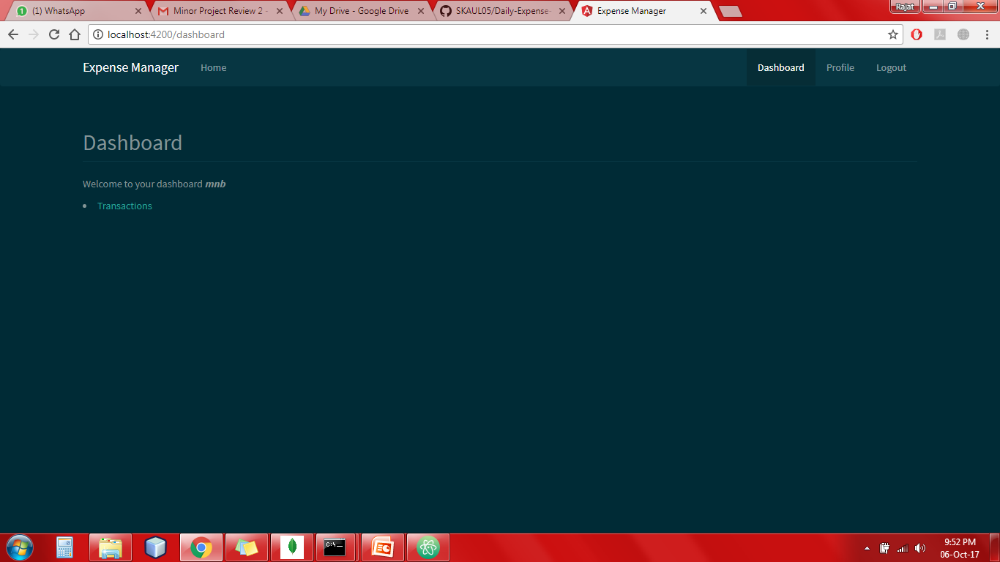 1 (1) WhatsApp Minor Project Review 2 - My Drive - Google Drive SKAUL05/Daily-Expense- Expense Manager Rajat
localhost:4200/dashboard
Expense Manager Home Dashboard Profile Logout
Dashboard
Welcome to your dashboard mnb
• Transactions
C:\.
9:52 PM
06-Oct-17